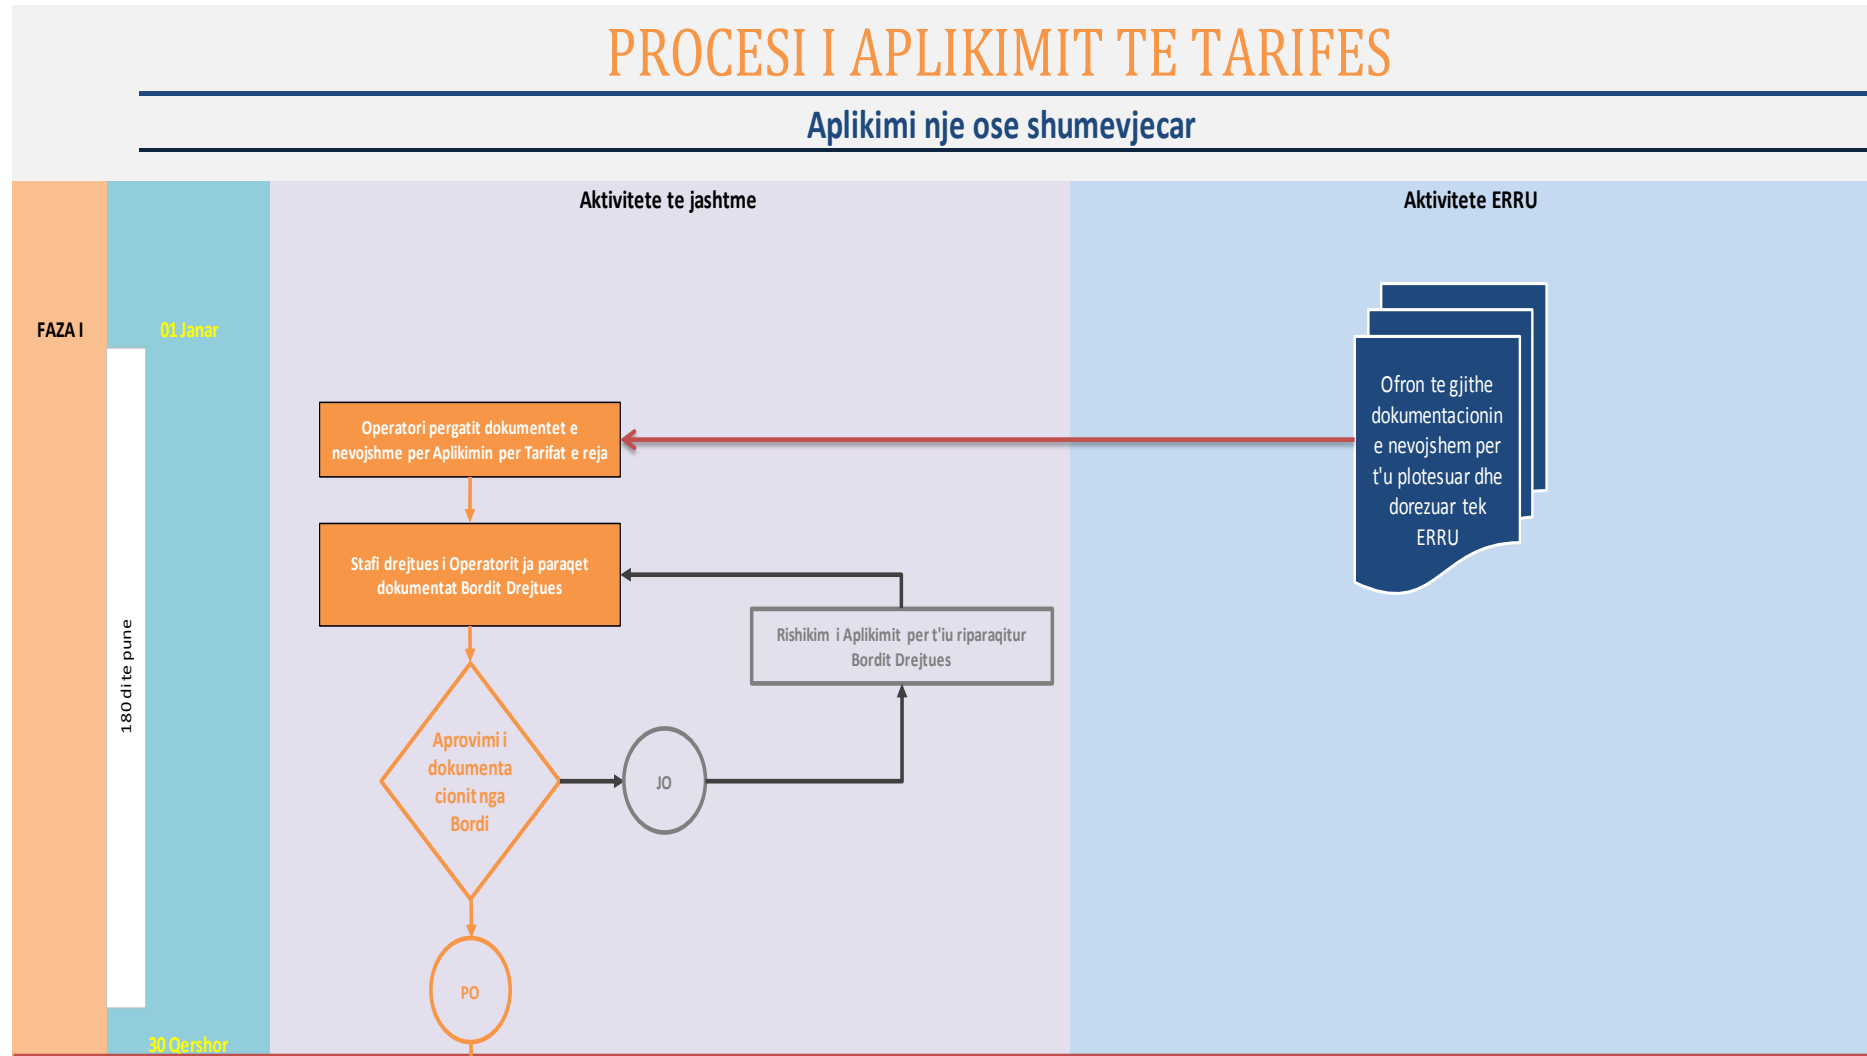 PROCESI I APLIKIMIT TE TARIFES
Aplikimi nje ose shumevjecar
Aktivitete te jashtme
Aktivitete ERRU
FAZA I
01 Janar
180 dite pune
30 Qershor
Operatori pergatit dokumentet e
nevojshme per Aplikimin per Tarifat e reja
Ofron te gjithe
dokumentacionin
e nevojshem per
t'u plotesuar dhe
dorezuar tek
ERRU
Stafi drejtues i Operatorit ja paraqet
dokumentat Bordit Drejtues
Rishikim i Aplikimit per t'iu riparaqitur
Bordit Drejtues
Aprovimi i
dokumenta
cionit nga
Bordi
JO
PO